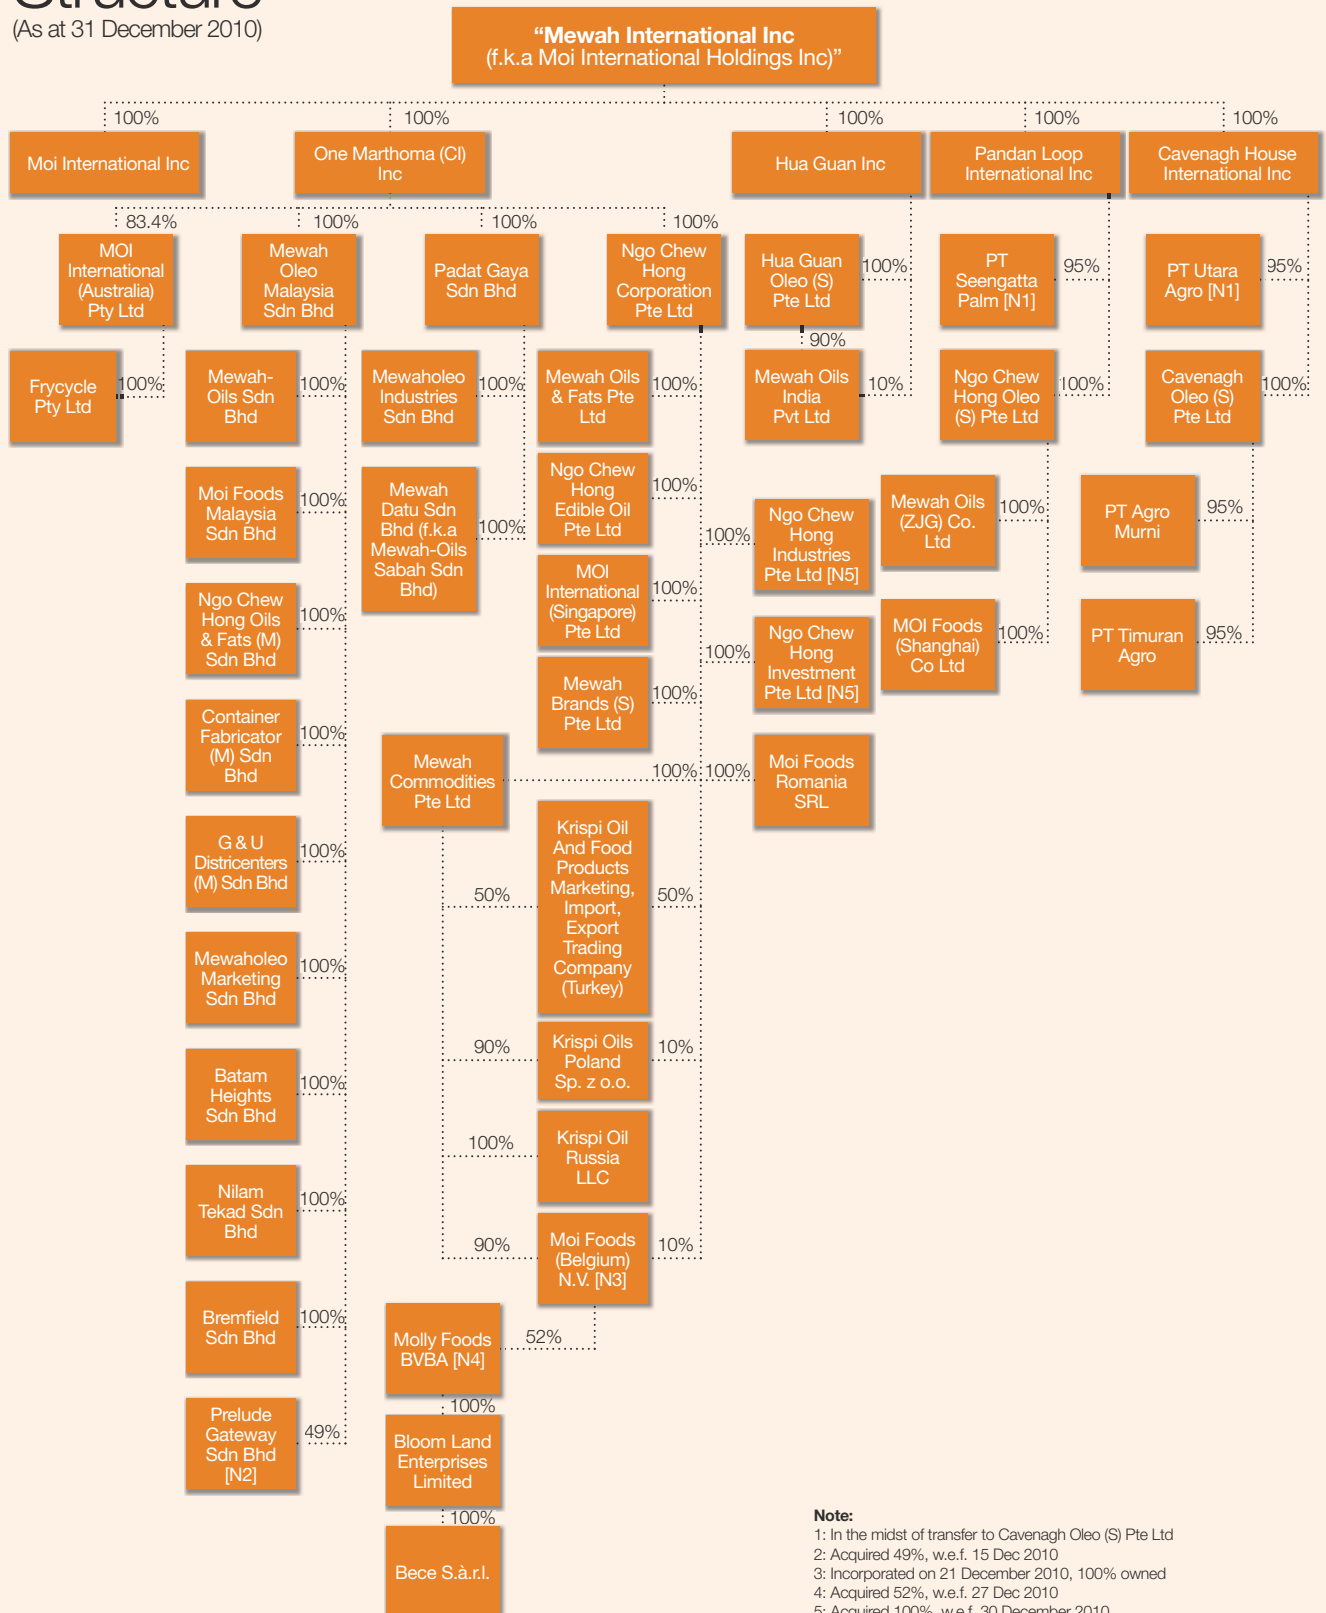 Structure
(As at 31 December 2010)
“Mewah International Inc
(f.k.a Moi International Holdings Inc)”
100%
100%
100%
100%
100%
Moi International Inc
One Marthoma (CI)
Inc
Hua Guan Inc
Pandan Loop
International Inc
Cavenagh House
International Inc
83.4%
100%
100%
100%
MOI
International
(Australia)
Pty Ltd
Mewah
Oleo
Malaysia
Sdn Bhd
Padat Gaya
Sdn Bhd
Ngo Chew
Hong
Corporation
Pte Ltd
Hua Guan
Oleo (S)
Pte Ltd
100%
PT
Seengatta
Palm [N1]
95%
PT Utara
Agro [N1]
95%
90%
Frycycle
Pty Ltd
100%
Mewah-
Oils Sdn
Bhd
100%
Mewaholeo
Industries
Sdn Bhd
100%
Mewah Oils
& Fats Pte
Ltd
100%
Mewah Oils
India
Pvt Ltd
10%
Ngo Chew
Hong Oleo
(S) Pte Ltd
100%
Cavenagh
Oleo (S)
Pte Ltd
100%
Moi Foods
Malaysia
Sdn Bhd
100%
Mewah
Datu Sdn
Bhd (f.k.a
Mewah-Oils
Sabah Sdn
Bhd)
100%
Ngo Chew
Hong
Edible Oil
Pte Ltd
100%
100%
Ngo Chew
Hong
Industries
Pte Ltd [N5]
Mewah Oils
(ZJG) Co.
Ltd
100%
PT Agro
Murni
95%
Ngo Chew
Hong Oils
& Fats (M)
Sdn Bhd
100%
MOI
International
(Singapore)
Pte Ltd
100%
100%
Ngo Chew
Hong
Investment
Pte Ltd [N5]
MOI Foods
(Shanghai)
Co Ltd
100%
PT Timuran
Agro
95%
Container
Fabricator
(M) Sdn
Bhd
100%
Mewah
Brands (S)
Pte Ltd
100%
Mewah
Commodities
Pte Ltd
100%
100%
Moi Foods
Romania
SRL
G & U
Districenters
(M) Sdn Bhd
100%
50%
Krispi Oil
And Food
Products
Marketing,
Import,
Export
Trading
Company
(Turkey)
50%
Mewaholeo
Marketing
Sdn Bhd
100%
Batam
Heights
Sdn Bhd
100%
90%
Krispi Oils
Poland
Sp. z o.o.
10%
Nilam
Tekad Sdn
Bhd
100%
100%
Krispi Oil
Russia
LLC
90%
Moi Foods
(Belgium)
N.V. [N3]
10%
Bremfield
Sdn Bhd
100%
Molly Foods
BVBA [N4]
52%
Prelude
Gateway
Sdn Bhd
[N2]
49%
100%
Bloom Land
Enterprises
Limited
100%
Bece S.à.r.l.
Note:
1: In the midst of transfer to Cavenagh Oleo (S) Pte Ltd
2: Acquired 49%, w.e.f. 15 Dec 2010
3: Incorporated on 21 December 2010, 100% owned
4: Acquired 52%, w.e.f. 27 Dec 2010
5: Acquired 100%, w.e.f. 30 December 2010